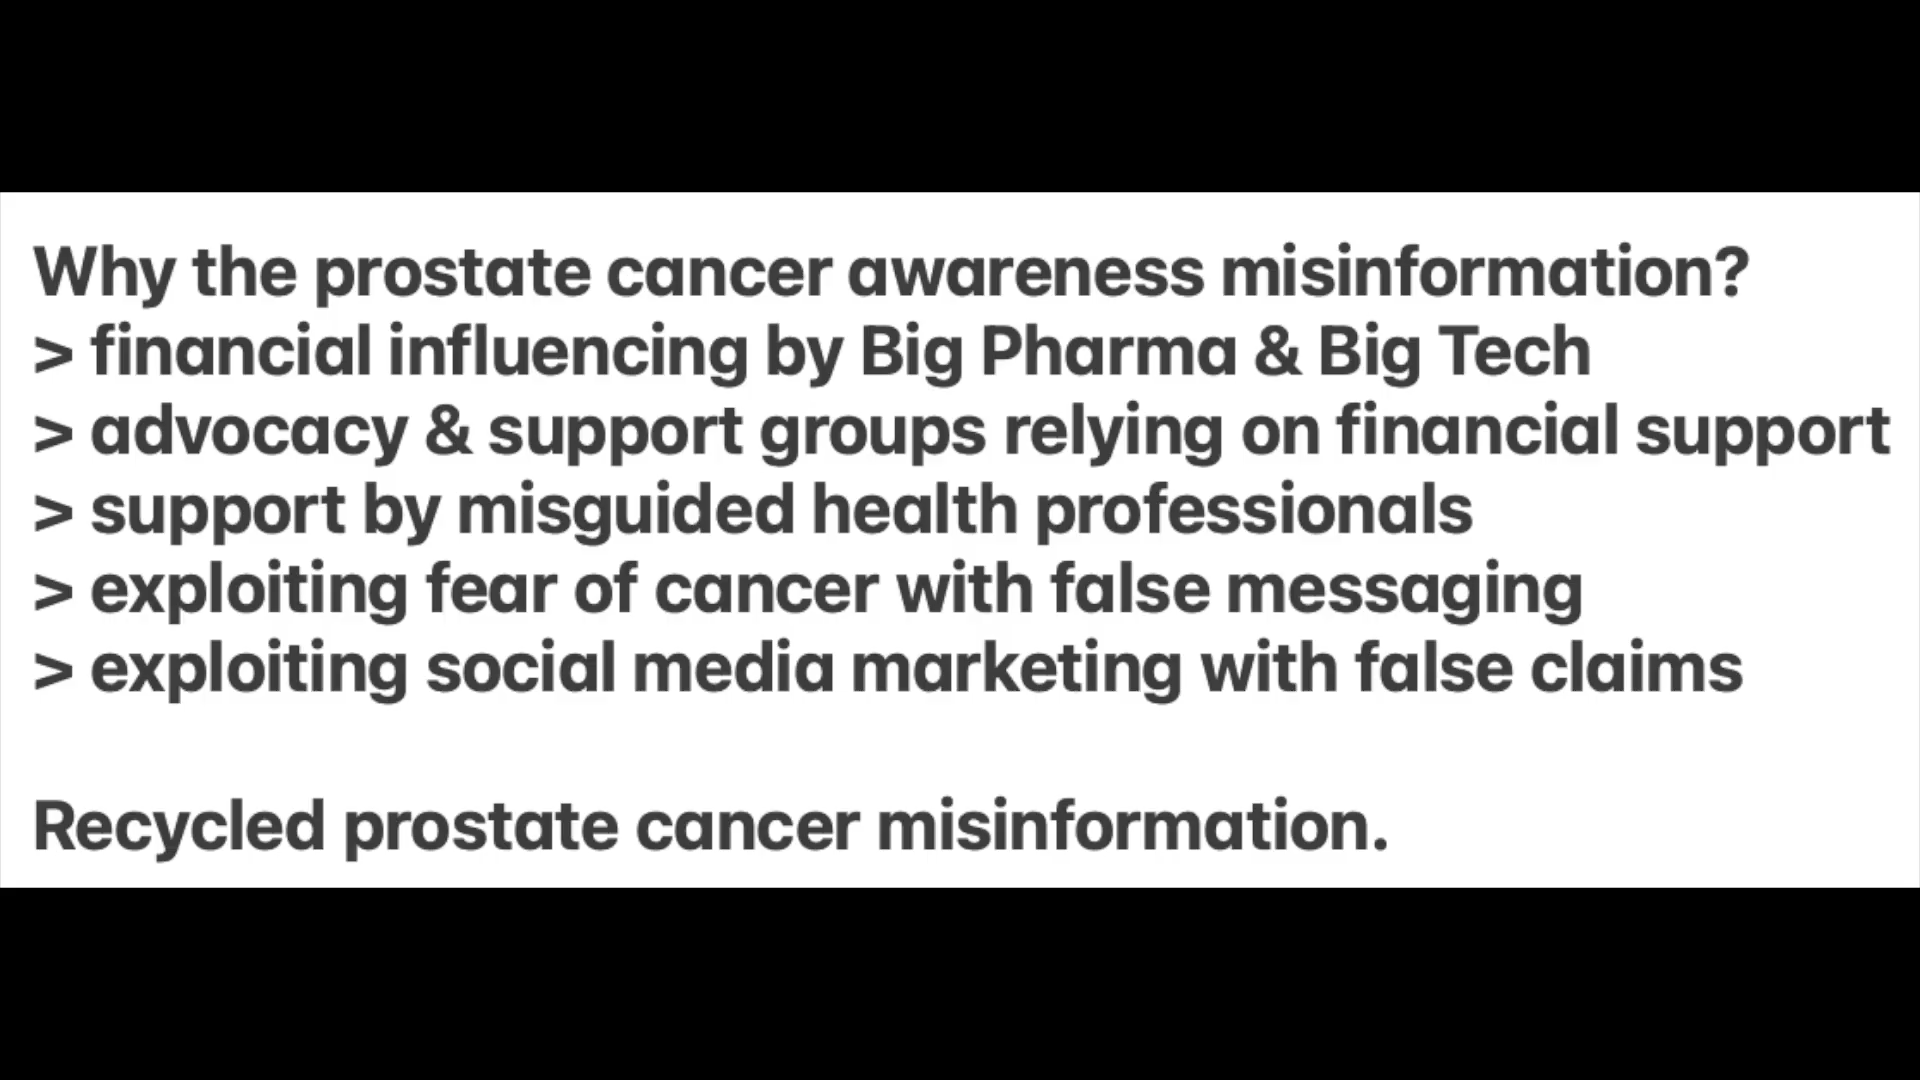 Why the prostate cancer awareness misinformation?
> financial influencing by Big Pharma & Big Tech
> advocacy & support groups relying on financial support
> support by misguided health professionals
> exploiting fear of cancer with false messaging
> exploiting social media marketing with false claims
Recycled prostate cancer misinformation.